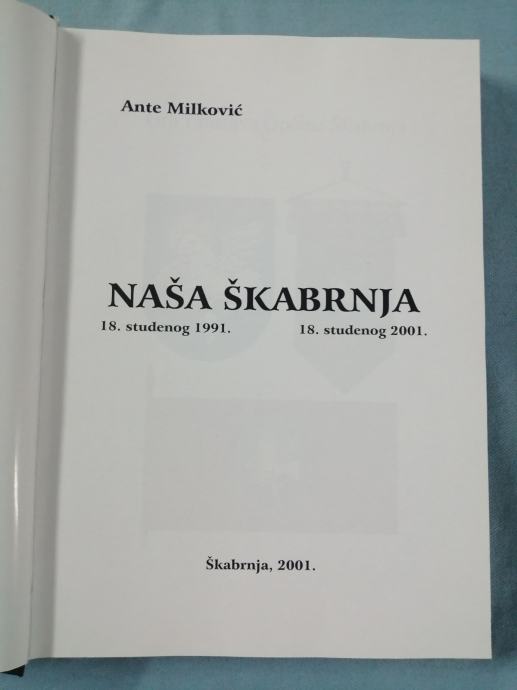 Ante Milković
NAŠA ŠKABRNJA
18. studenog 1991. 18. studenog 2001.
Škabrnja, 2001.